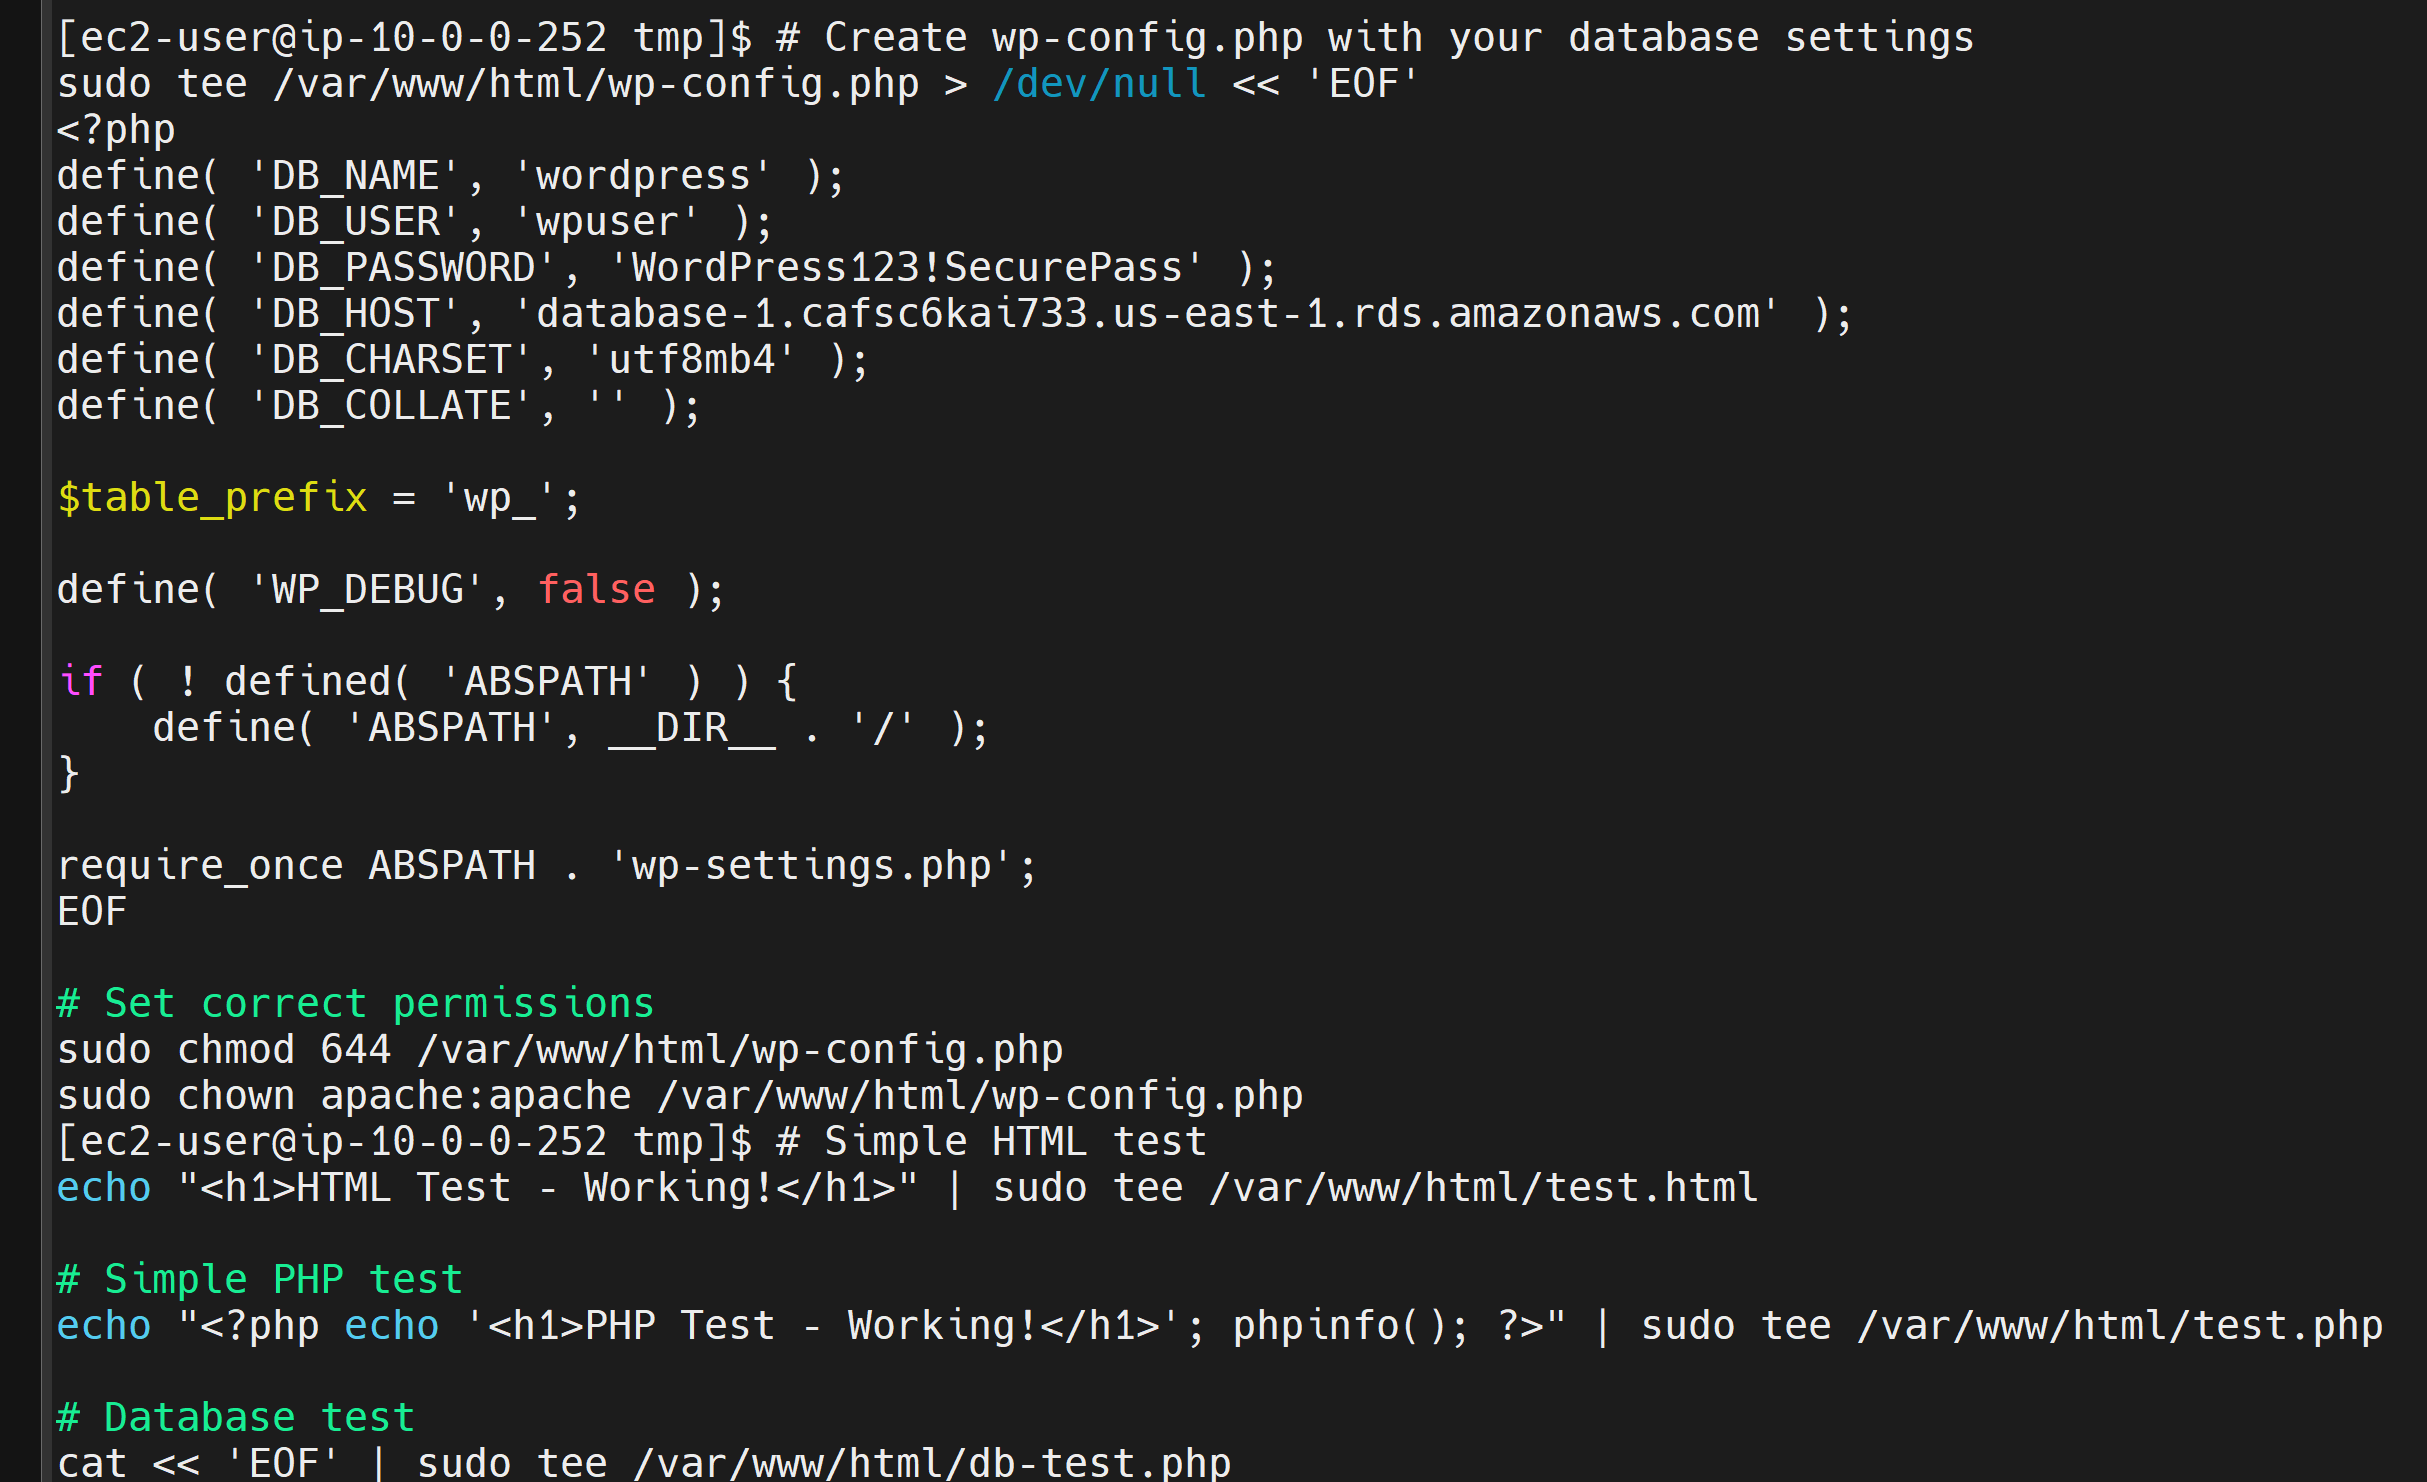 [ec2-user@ip-10-0-0-252 tmp]$ # Create wp-config.php with your database settings
sudo tee /var/www/html/wp-config.php > /dev/null << 'EOF'
<?php
define( 'DB_NAME', 'wordpress' );
define( 'DB_USER', 'wpuser' );
define( 'DB_PASSWORD', 'WordPress123!SecurePass' );
define( 'DB_HOST', 'database-1.cafsc6kai733.us-east-1.rds.amazonaws.com' );
define( 'DB_CHARSET', 'utf8mb4' );
define( 'DB_COLLATE', '' );

$table_prefix = 'wp_';

define( 'WP_DEBUG', false );

if ( ! defined( 'ABSPATH' ) ) {
    define( 'ABSPATH', __DIR__ . '/' );
}

require_once ABSPATH . 'wp-settings.php';
EOF

# Set correct permissions
sudo chmod 644 /var/www/html/wp-config.php
sudo chown apache:apache /var/www/html/wp-config.php
[ec2-user@ip-10-0-0-252 tmp]$ # Simple HTML test
echo "<h1>HTML Test - Working!</h1>" | sudo tee /var/www/html/test.html

# Simple PHP test
echo "<?php echo '<h1>PHP Test - Working!</h1>'; phpinfo(); ?>" | sudo tee /var/www/html/test.php

# Database test
cat << 'EOF' | sudo tee /var/www/html/db-test.php